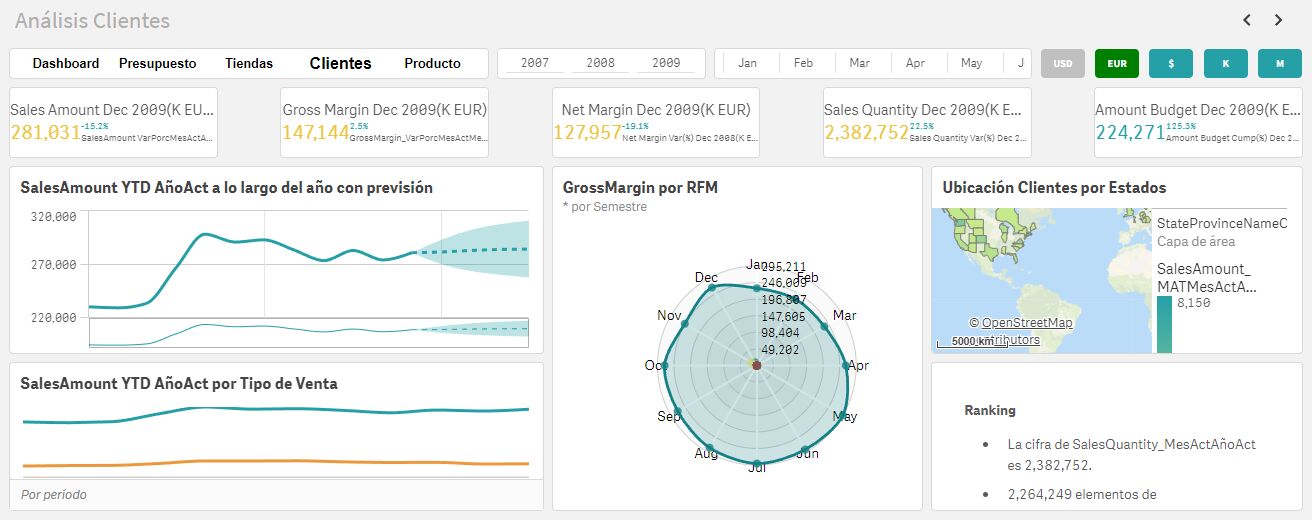 Análisis Clientes
Dashboard Presupuesto Tiendas Clientes Producto
2007 2008 2009
Jan Feb Mar Apr May J
USD EUR $ K M
Sales Amount Dec 2009(K EU...
281,031 -15.2%
SalesAmount VarPorcMesActA...
Gross Margin Dec 2009(K EUR)
147,144 2.5%
GrossMargin_VarPorcMesActMe...
Net Margin Dec 2009(K EUR)
127,957 -19.1%
Net Margin Var(%) Dec 2008(K E...
Sales Quantity Dec 2009(K E...
2,382,752 22.5%
Sales Quantity Var(%) Dec 2...
Amount Budget Dec 2009(K E...
224,271 125.3%
Amount Budget Cump(%) Dec 2...
SalesAmount YTD AñoAct a lo largo del año con previsión
320,000
270,000
220,000
SalesAmount YTD AñoAct por Tipo de Venta
Por período
GrossMargin por RFM
* por Semestre
Jan
Feb
Mar
Apr
May
Jun
Jul
Aug
Sep
Oct
Nov
Dec
295,211
246,009
196,807
147,605
98,404
49,202
Ubicación Clientes por Estados
© OpenStreetMap
5000 km
StateProvinceNameC
Capa de área
SalesAmount_
MATMesActA...
8,150
Ranking
• La cifra de SalesQuantity_MesActAñoAct
es 2,382,752.
• 2,264,249 elementos de